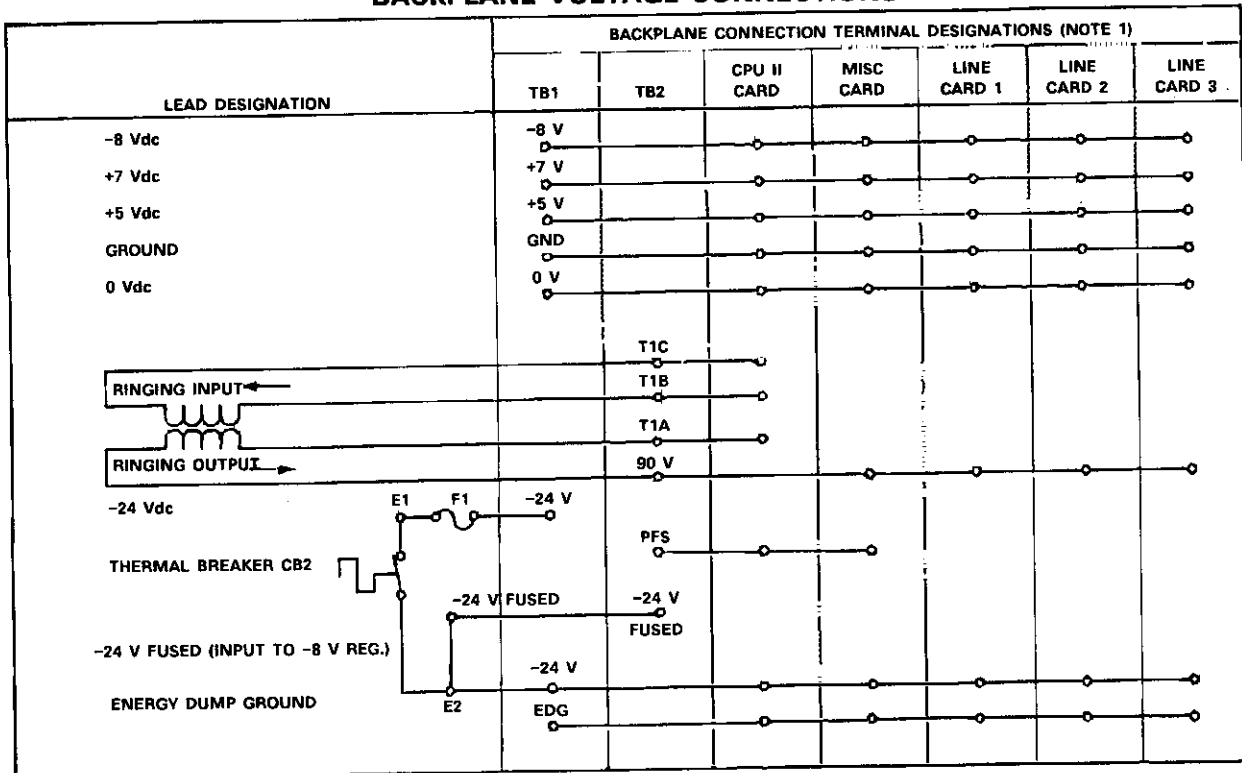 BACKPLANE VOLTAGE CONNECTIONS
BACKPLANE CONNECTION TERMINAL DESIGNATIONS (NOTE 1)
LEAD DESIGNATION
TB1
TB2
CPU II
CARD
MISC
CARD
LINE
CARD 1
LINE
CARD 2
LINE
CARD 3
-8 Vdc
-8 V
+7 Vdc
+7 V
+5 Vdc
+5 V
GROUND
GND
0 Vdc
0 V
T1C
RINGING INPUT
T1B
T1A
RINGING OUTPUT
90 V
-24 Vdc
E1
F1
-24 V
PFS
THERMAL BREAKER CB2
-24 V FUSED
-24 V
FUSED
-24 V FUSED (INPUT TO -8 V REG.)
-24 V
ENERGY DUMP GROUND
E2
EDG